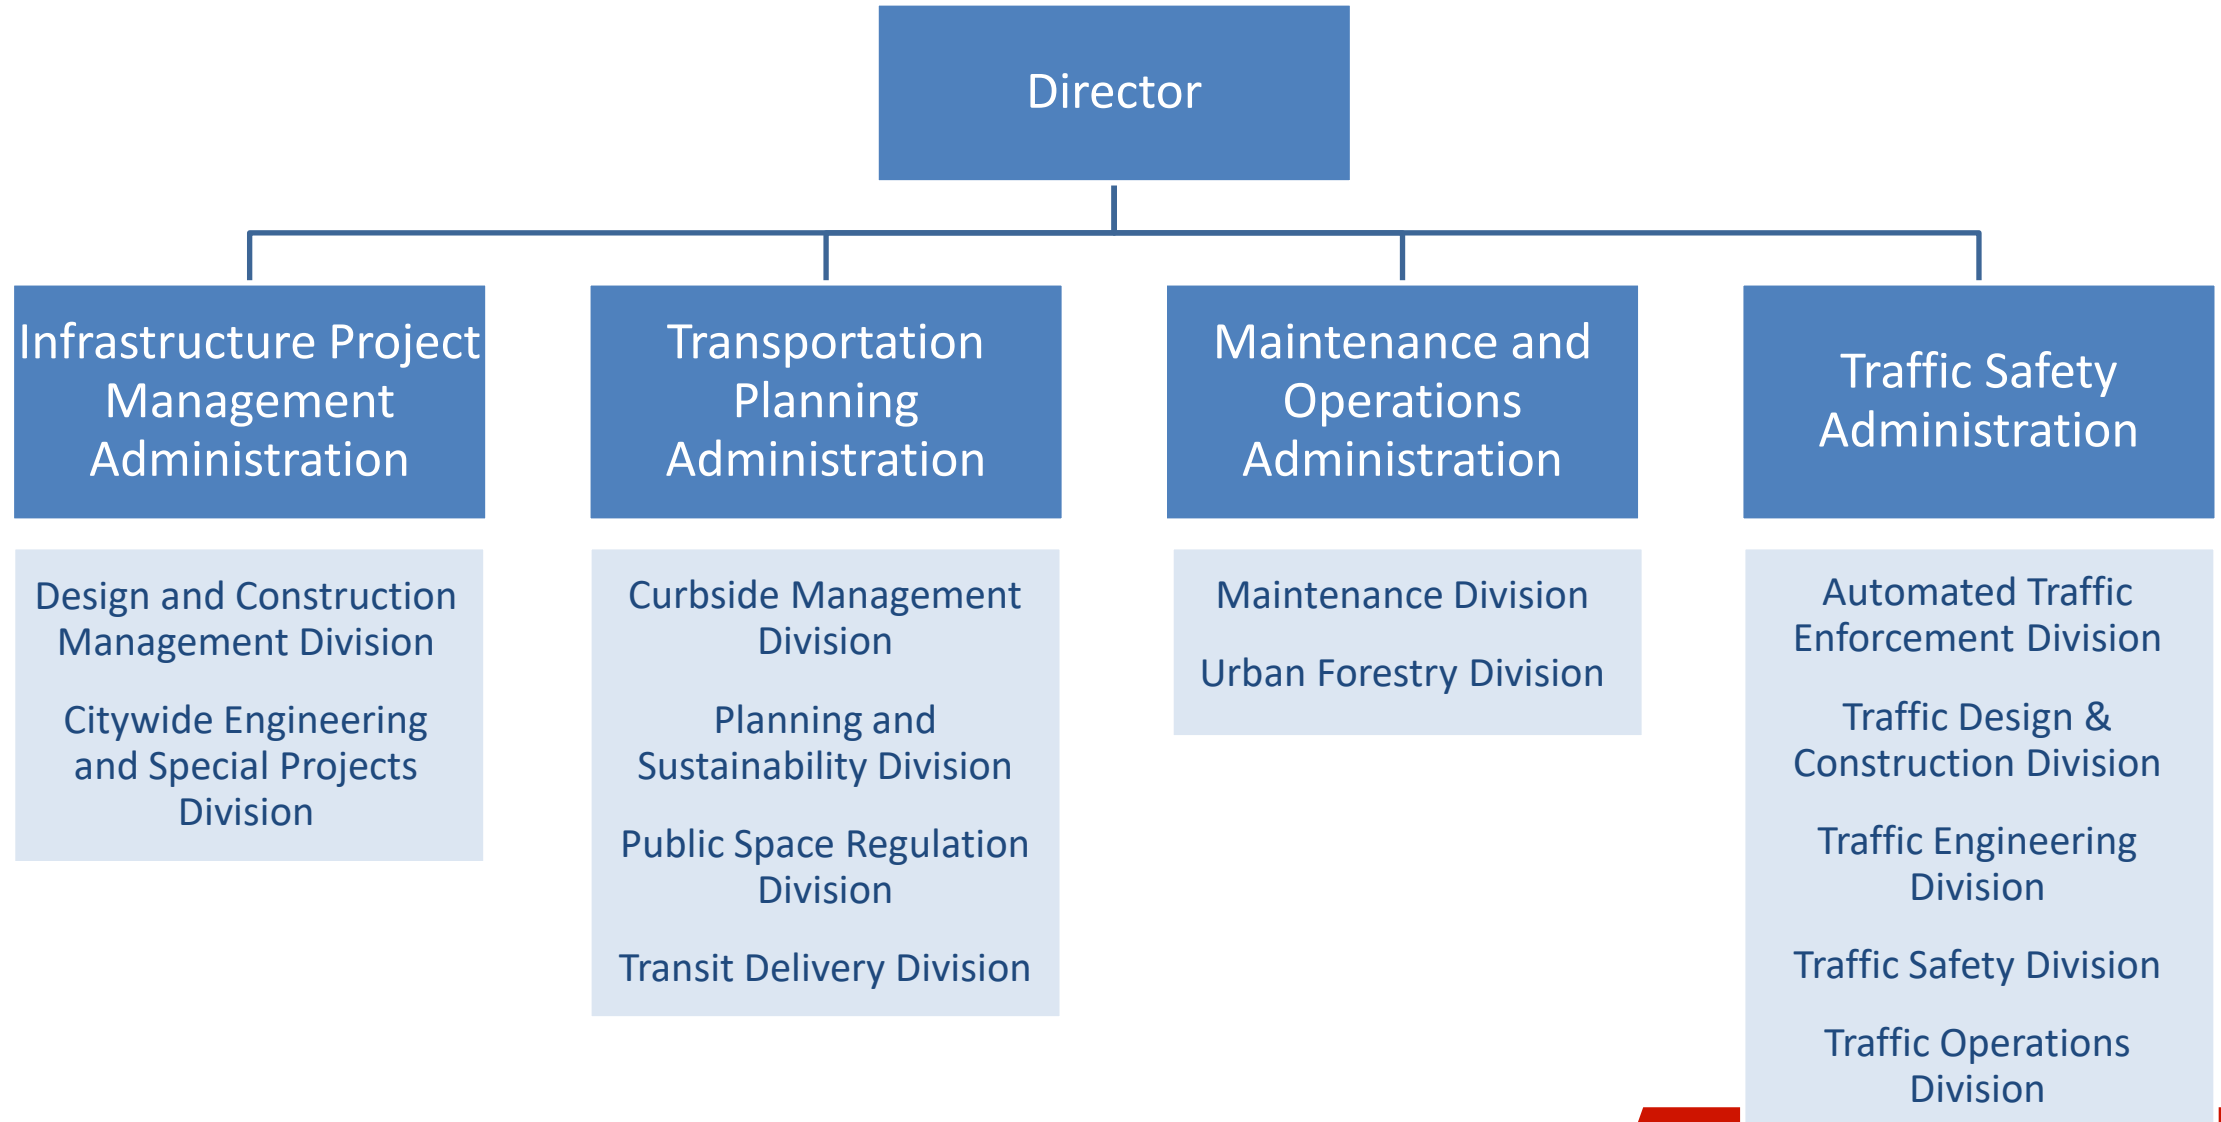 Director
Infrastructure Project
Management
Administration
Design and Construction
Management Division
Citywide Engineering
and Special Projects
Division
Transportation
Planning
Administration
Curbside Management
Division
Planning and
Sustainability Division
Public Space Regulation
Division
Transit Delivery Division
Maintenance and
Operations
Administration
Maintenance Division
Urban Forestry Division
Traffic Safety
Administration
Automated Traffic
Enforcement Division
Traffic Design &
Construction Division
Traffic Engineering
Division
Traffic Safety Division
Traffic Operations
Division